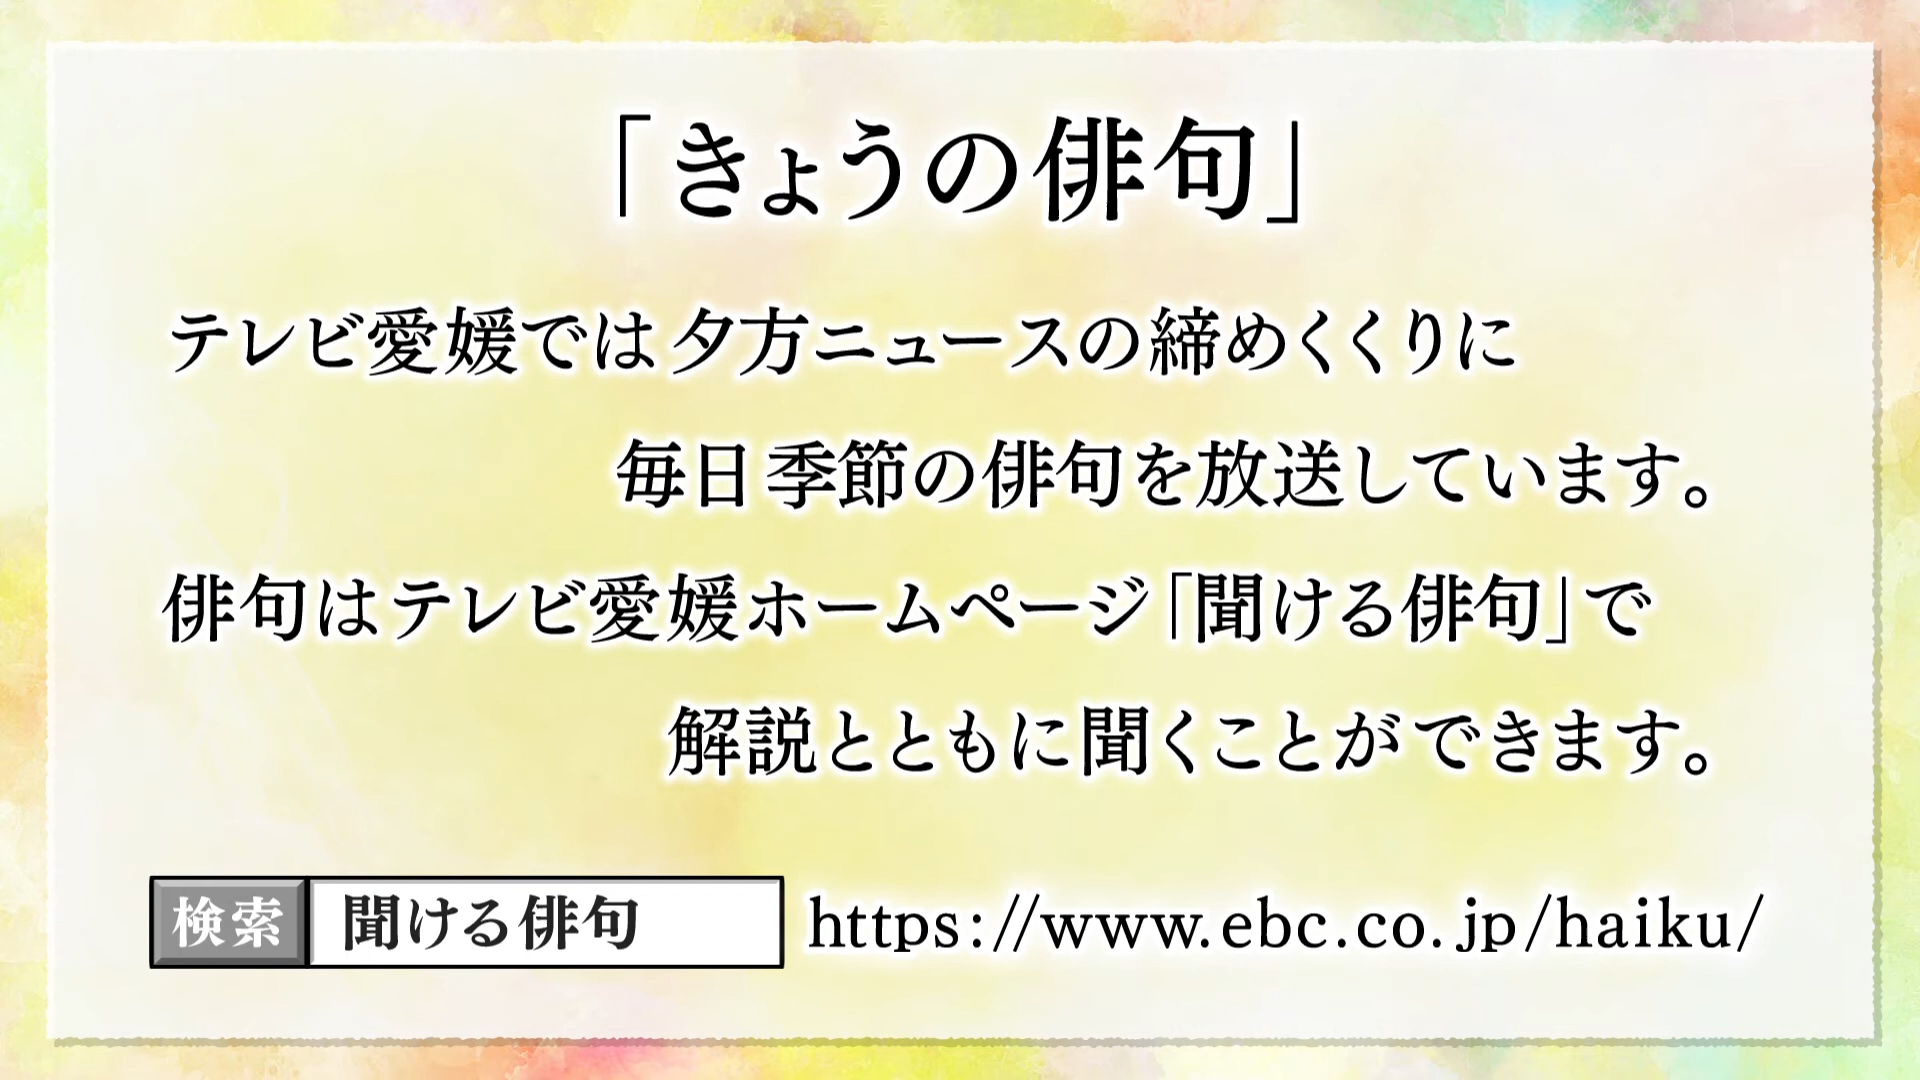 「きょうの俳句」
テレビ愛媛では夕方ニュースの締めくくりに
毎日季節の俳句を放送しています。
俳句はテレビ愛媛ホームページ「聞ける俳句」で
解説とともに聞くことができます。
検索 聞ける俳句 https://www.ebc.co.jp/haiku/